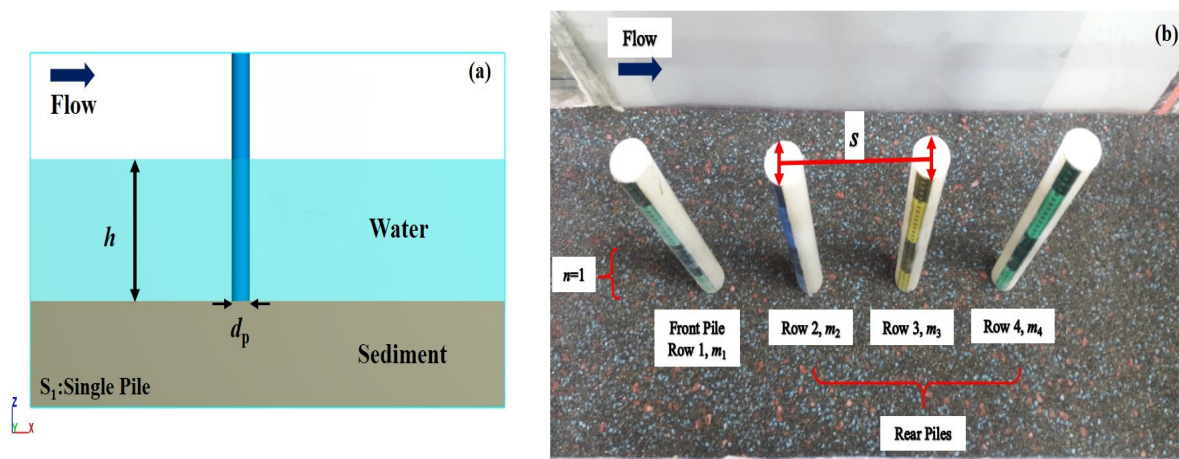 (a)
Flow
h
Water
dp
Sediment
S1:Single Pile
Z
Y X
(b)
Flow
S
n=1
Front Pile
Row 1, m1
Row 2, m2
Row 3, m3
Row 4, m4
Rear Piles